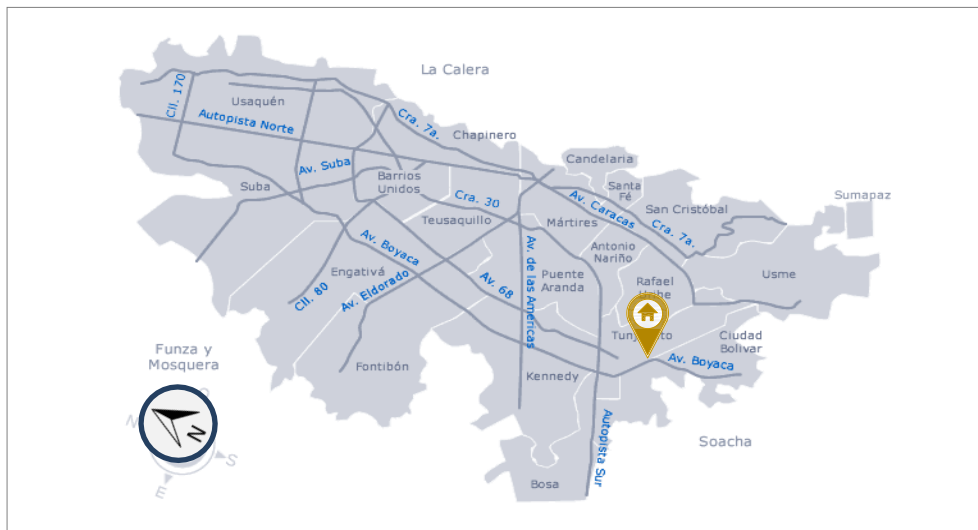 La Calera
Cll. 170
Usaquén
Autopista Norte
Cra. 7a.
Chapinero
Candelaria
Av. Suba
Barrios
Unidos
Suba
Santa
Fé
Sumapaz
Cra. 30
Av. Caracas
San Cristóbal
Teusaquillo
Mártires
Cra. 7a.
Av. Boyaca
Antonio
Nariño
Engativá
Av. Eldorado
Cll. 80
Av. 68
Av. de las Américas
Puente
Aranda
Rafael
Uribe
Usme
Ciudad
Bolivar
Funza y
Mosquera
Fontibón
Kennedy
Av. Boyaca
N
O
N
S
E
Autopista Sur
Soacha
Bosa